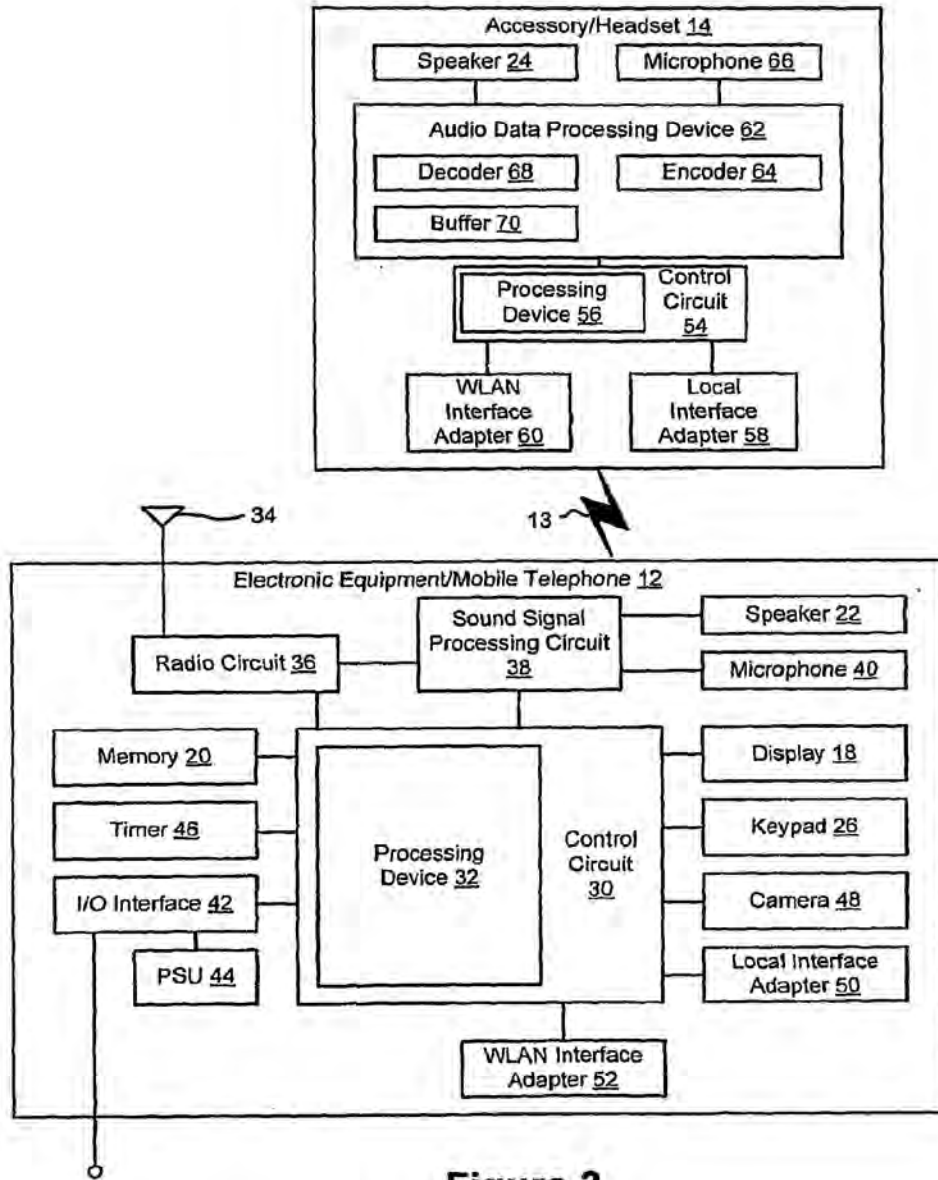 Accessory/Headset 14
Speaker 24
Microphone 66
Audio Data Processing Device 62
Decoder 68
Encoder 64
Buffer 70
Processing
Device 56
Control
Circuit
54
WLAN
Interface
Adapter 60
Local
Interface
Adapter 58
34
13
Electronic Equipment/Mobile Telephone 12
Radio Circuit 36
Sound Signal
Processing Circuit
38
Speaker 22
Microphone 40
Memory 20
Timer 46
I/O Interface 42
PSU 44
Processing
Device 32
Control
Circuit
30
Display 18
Keypad 26
Camera 48
Local Interface
Adapter 50
WLAN Interface
Adapter 52